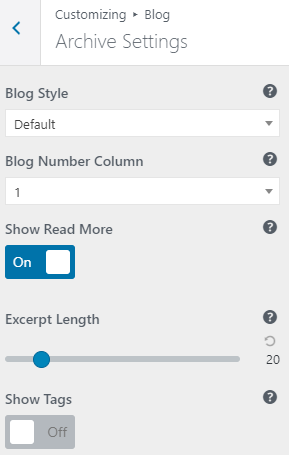 Customizing ▸ Blog
Archive Settings
Blog Style
Default
Blog Number Column
1
Show Read More
On
Excerpt Length
20
Show Tags
Off